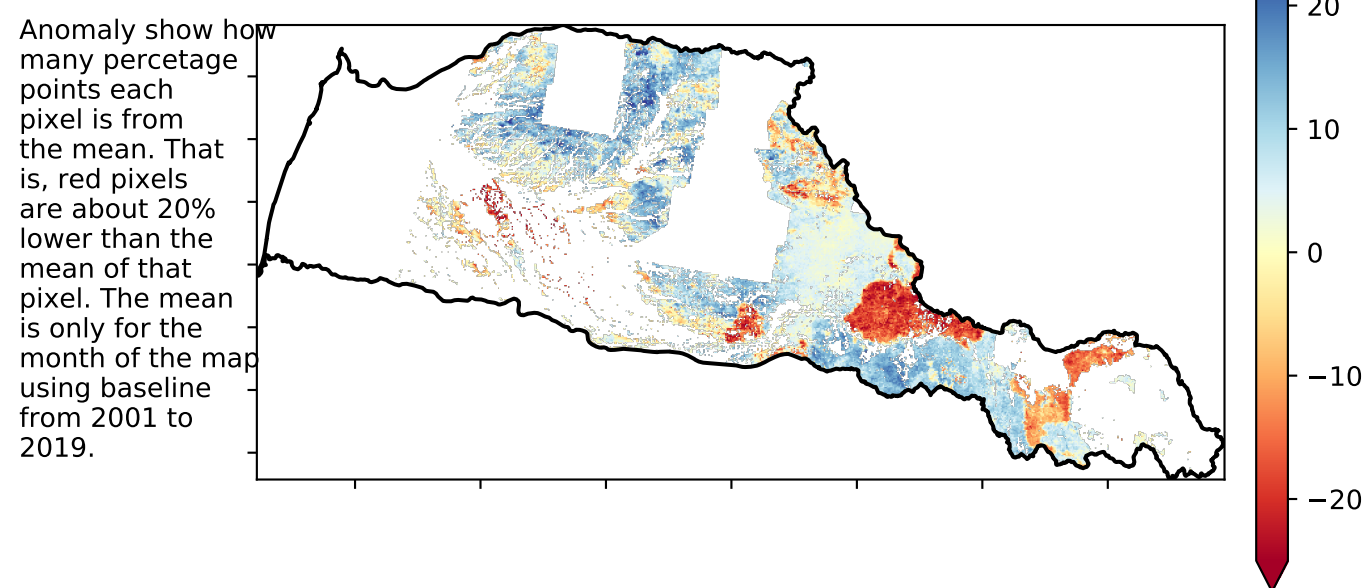 Anomaly show how
many percetage
points each
pixel is from
the mean. That
is, red pixels
are about 20%
lower than the
mean of that
pixel. The mean
is only for the
month of the map
using baseline
from 2001 to
2019.
20
10
0
−10
−20